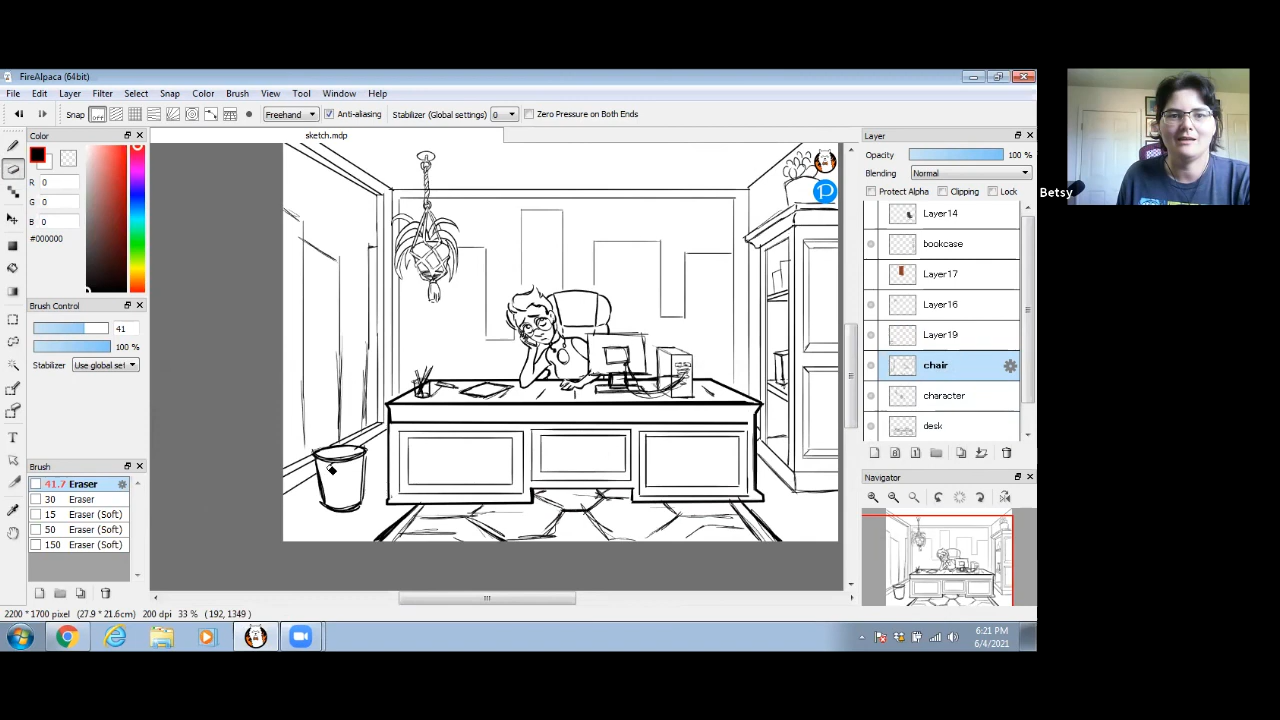 FireAlpaca (64bit)
File Edit Layer Filter Select Snap Color Brush View Tool Window Help
Snap OFF Freehand Anti-aliasing Stabilizer (Global settings) 0 Zero Pressure on Both Ends
Color
sketch.mdp
Layer
R 0
G 0
B 0
#000000
Opacity 100 %
Blending Normal
Protect Alpha Clipping Lock
Layer14
bookcase
Layer17
Layer16
Layer19
chair
character
desk
Brush Control
41
100 %
Stabilizer Use global set
Brush
41.7 Eraser
30 Eraser
15 Eraser (Soft)
50 Eraser (Soft)
150 Eraser (Soft)
Navigator
P
2200 * 1700 pixel (27.9 * 21.6cm) 200 dpi 33 % (192, 1349)
6:21 PM
6/4/2021
Betsy